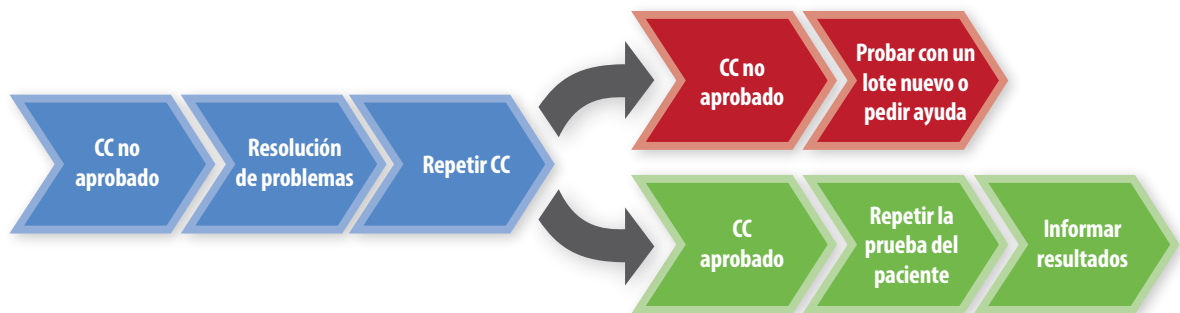 CC no
aprobado
Resolución
de problemas
Repetir CC
CC no
aprobado
Probar con un
lote nuevo o
pedir ayuda
CC
aprobado
Repetir la
prueba del
paciente
Informar
resultados